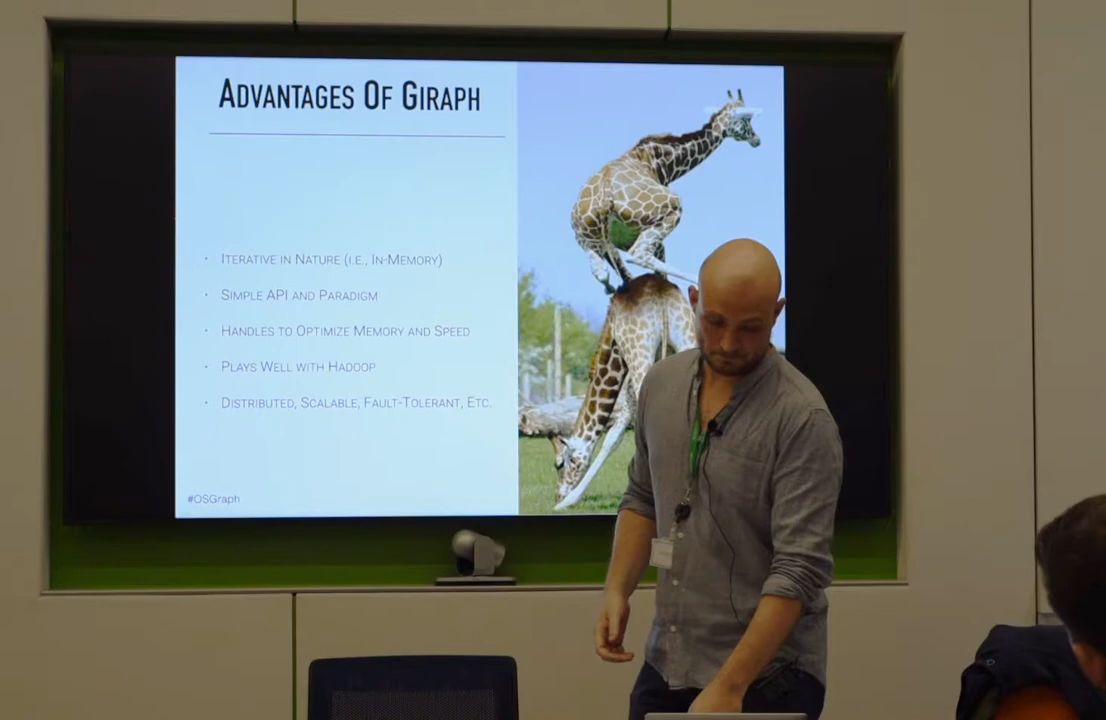 Advantages Of Giraph
· Iterative in Nature (i.e., In-Memory)
· Simple API and Paradigm
· Handles to Optimize Memory and Speed
· Plays Well with Hadoop
· Distributed, Scalable, Fault-Tolerant, Etc.
#OSGraph